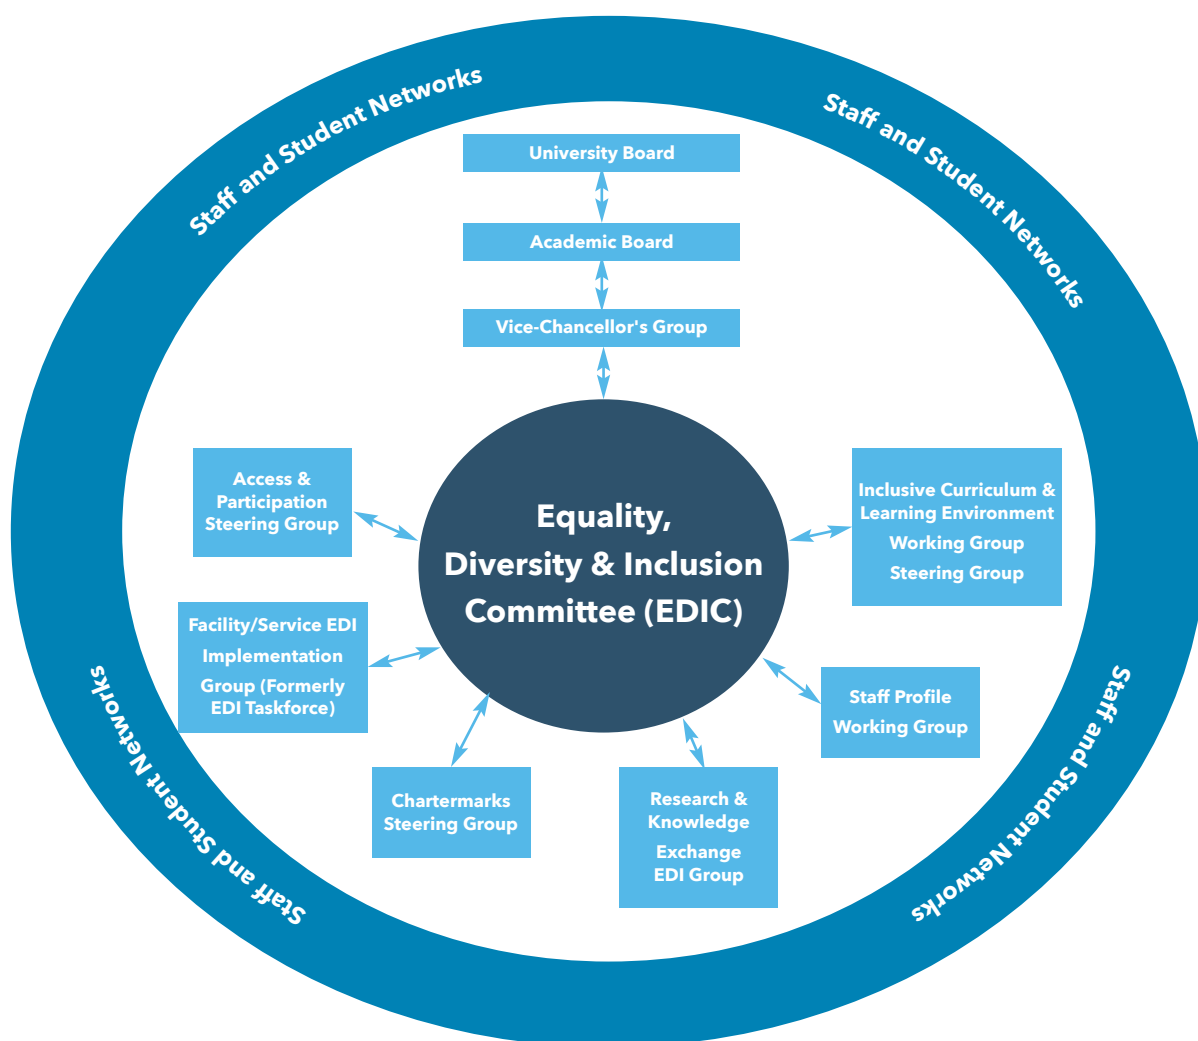 Staff and Student Networks
Staff and Student Networks
University Board
Academic Board
Vice-Chancellor's Group
Equality,
Diversity & Inclusion
Committee (EDIC)
Access &
Participation
Steering Group
Inclusive Curriculum &
Learning Environment
Working Group
Steering Group
Facility/Service EDI
Implementation
Group (Formerly
EDI Taskforce)
Staff Profile
Working Group
Chartermarks
Steering Group
Research &
Knowledge
Exchange
EDI Group
Staff and Student Networks
Staff and Student Networks